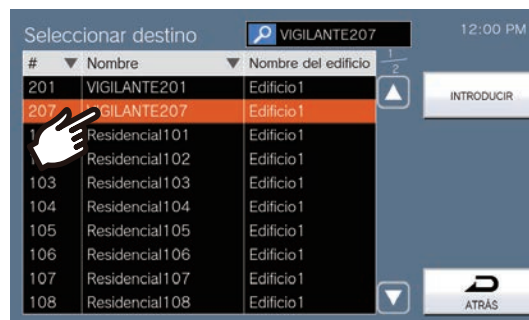 Seleccionar destino VIGILANTE207 12:00 PM
# Nombre Nombre del edificio 1/2
201 VIGILANTE201 Edificio1
207 VIGILANTE207 Edificio1
Residencial101 Edificio1
Residencial102 Edificio1
103 Residencial103 Edificio1
104 Residencial104 Edificio1
105 Residencial105 Edificio1
106 Residencial106 Edificio1
107 Residencial107 Edificio1
108 Residencial108 Edificio1
INTRODUCIR
ATRÁS